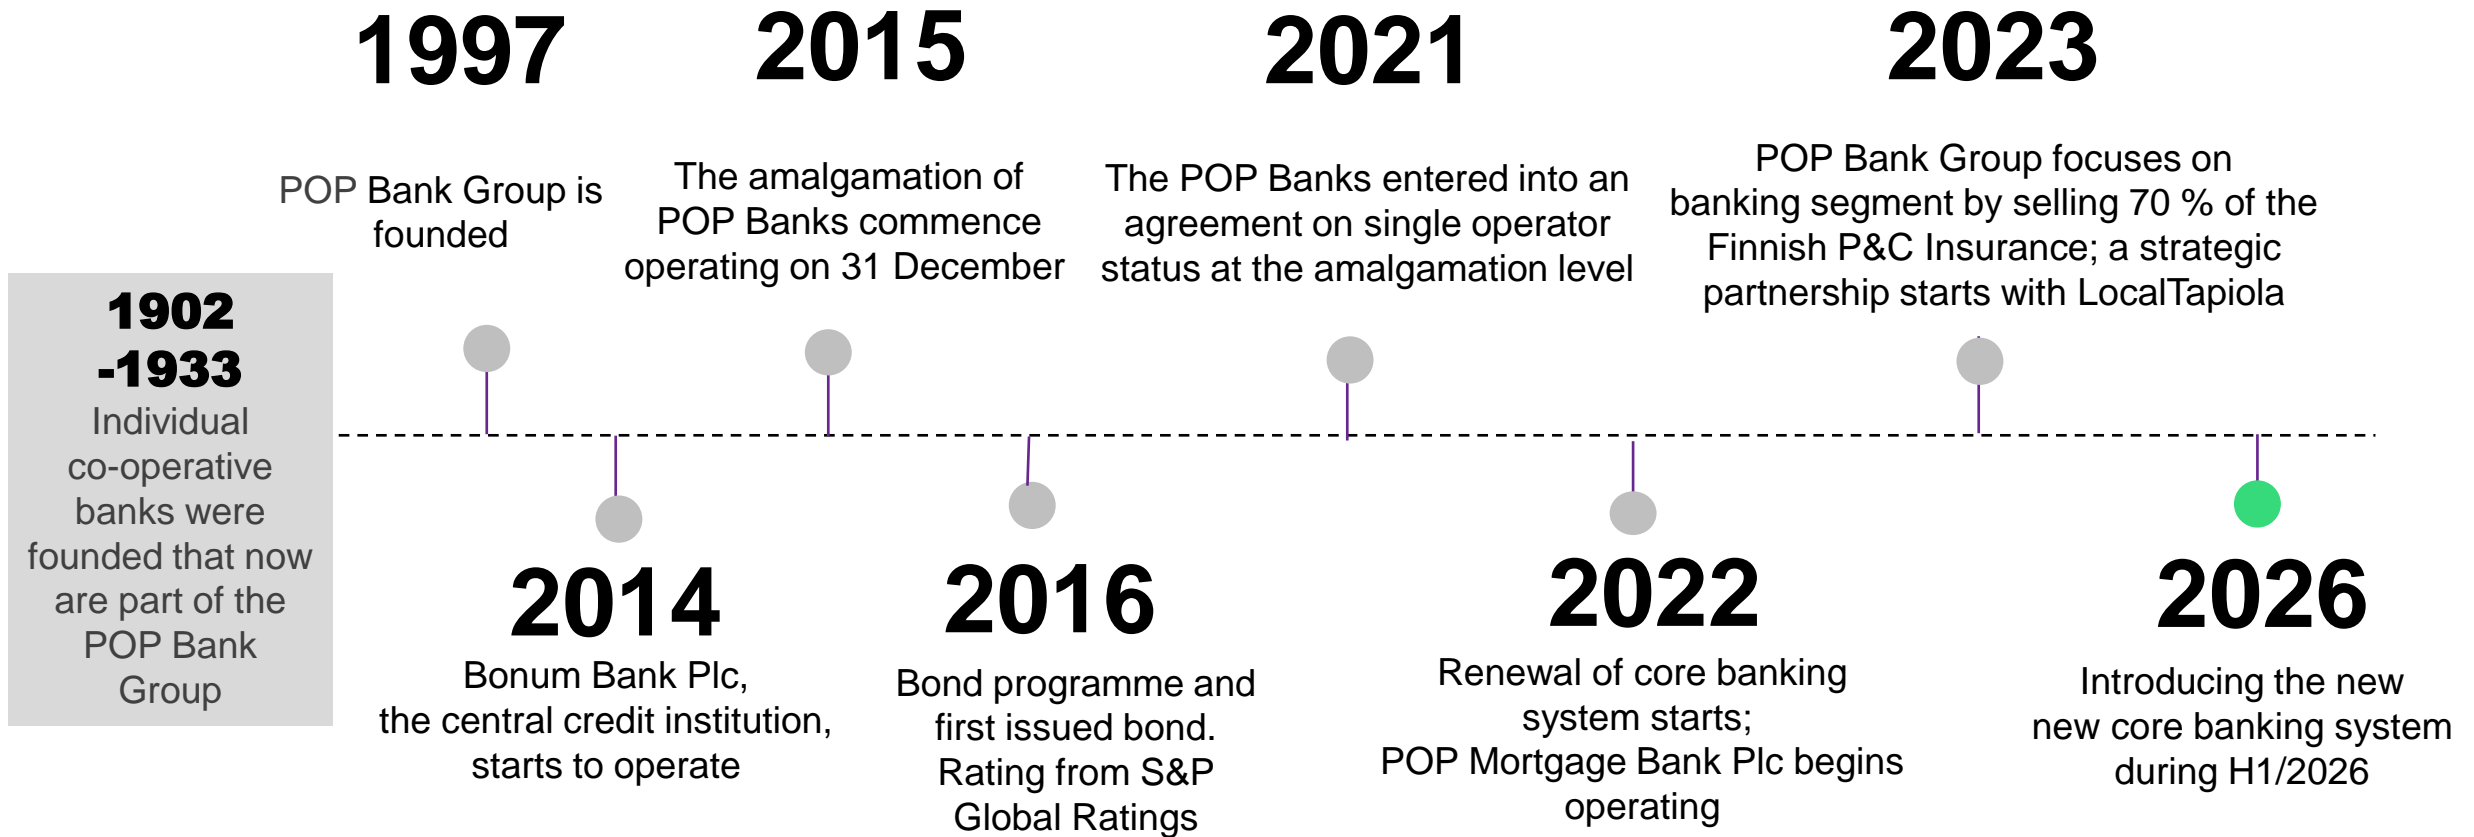 1902
-1933
Individual
co-operative
banks were
founded that now
are part of the
POP Bank
Group
1997
POP Bank Group is
founded
2014
Bonum Bank Plc,
the central credit institution,
starts to operate
2015
The amalgamation of
POP Banks commence
operating on 31 December
2016
Bond programme and
first issued bond.
Rating from S&P
Global Ratings
2021
The POP Banks entered into an
agreement on single operator
status at the amalgamation level
2022
Renewal of core banking
system starts;
POP Mortgage Bank Plc begins
operating
2023
POP Bank Group focuses on
banking segment by selling 70 % of the
Finnish P&C Insurance; a strategic
partnership starts with LocalTapiola
2026
Introducing the new
new core banking system
during H1/2026